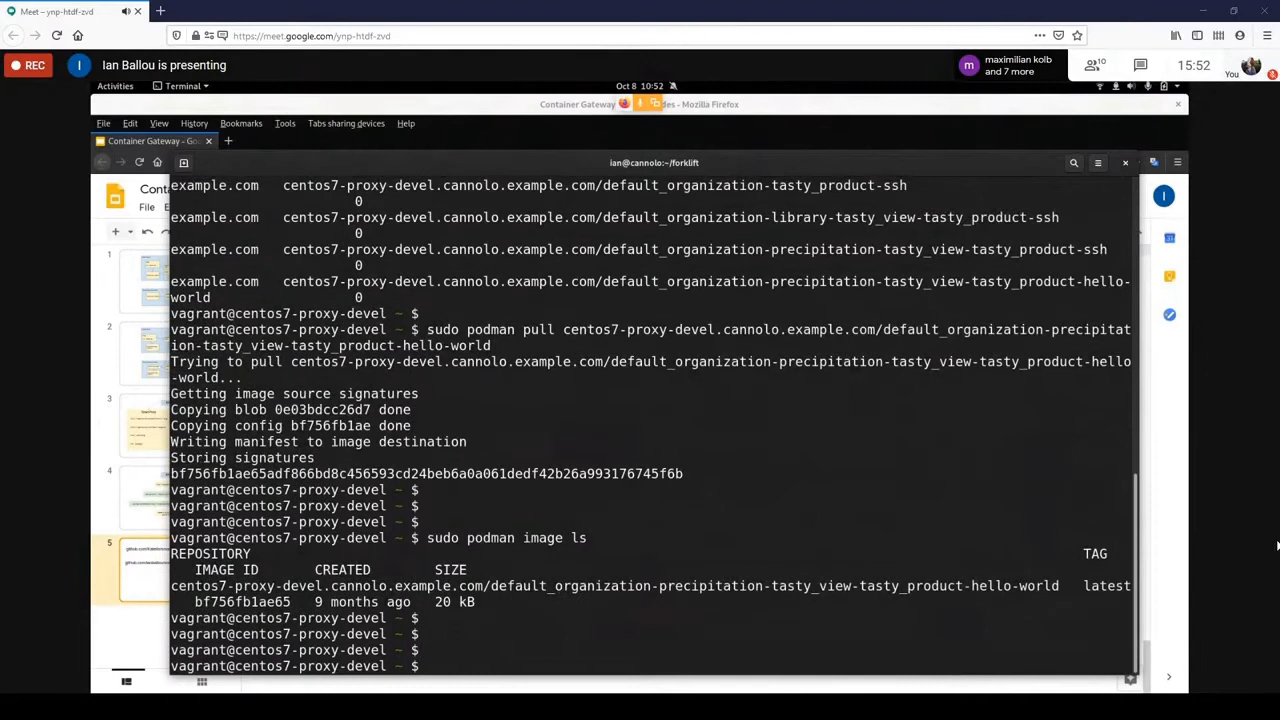 Meet – ynp-htdf-zvd
https://meet.google.com/ynp-htdf-zvd
REC
I
Ian Ballou is presenting
m
maximilian kolb
and 7 more
10
15:52
You
Activities
Terminal
Oct 8 10:52
Container Gateway
des - Mozilla Firefox
File Edit View History Bookmarks Tools Tabs sharing devices Help
Container Gateway - Go
ian@cannolo:~/forklift
Cont
File
I
example.com centos7-proxy-devel.cannolo.example.com/default_organization-tasty_product-ssh
0
example.com centos7-proxy-devel.cannolo.example.com/default_organization-library-tasty_view-tasty_product-ssh
0
example.com centos7-proxy-devel.cannolo.example.com/default_organization-precipitation-tasty_view-tasty_product-ssh
0
example.com centos7-proxy-devel.cannolo.example.com/default_organization-precipitation-tasty_view-tasty_product-hello-
world 0
vagrant@centos7-proxy-devel ~ $
vagrant@centos7-proxy-devel ~ $ sudo podman pull centos7-proxy-devel.cannolo.example.com/default_organization-precipitat
ion-tasty_view-tasty_product-hello-world
Trying to pull centos7-proxy-devel.cannolo.example.com/default_organization-precipitation-tasty_view-tasty_product-hello
-world...
Getting image source signatures
Copying blob 0e03bdcc26d7 done
Copying config bf756fb1ae done
Writing manifest to image destination
Storing signatures
bf756fb1ae65adf866bd8c456593cd24beb6a0a061dedf42b26a993176745f6b
vagrant@centos7-proxy-devel ~ $
vagrant@centos7-proxy-devel ~ $
vagrant@centos7-proxy-devel ~ $
vagrant@centos7-proxy-devel ~ $ sudo podman image ls
REPOSITORY TAG
IMAGE ID CREATED SIZE
centos7-proxy-devel.cannolo.example.com/default_organization-precipitation-tasty_view-tasty_product-hello-world latest
bf756fb1ae65 9 months ago 20 kB
vagrant@centos7-proxy-devel ~ $
vagrant@centos7-proxy-devel ~ $
vagrant@centos7-proxy-devel ~ $
vagrant@centos7-proxy-devel ~ $
1
2
3
4
5